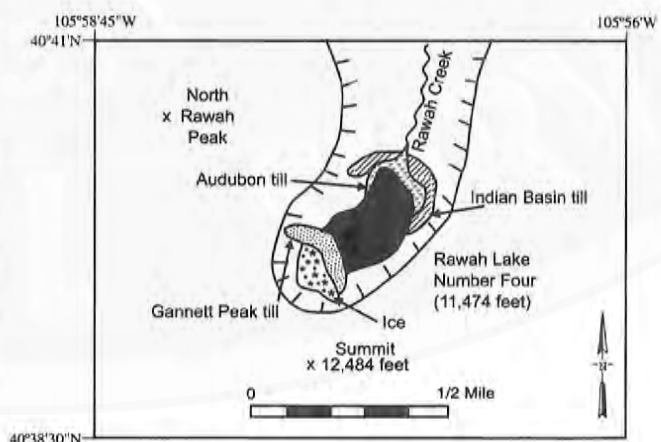 105°58'45"W
105°56'W
40°41'N
North
x Rawah
Peak
Rawah Creek
Audubon till
Indian Basin till
Rawah Lake
Number Four
(11,474 feet)
Gannett Peak till
Ice
Summit
x 12,484 feet
N
0
1/2 Mile
40°38'30"N